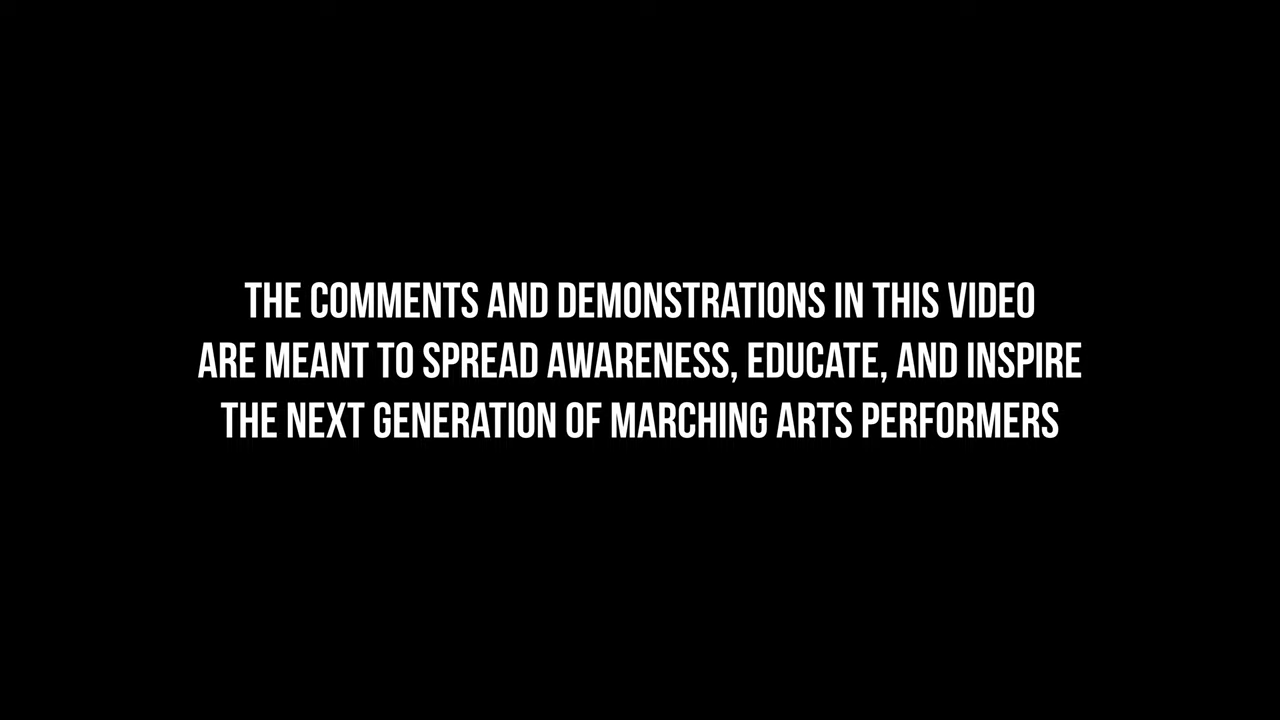 THE COMMENTS AND DEMONSTRATIONS IN THIS VIDEO
ARE MEANT TO SPREAD AWARENESS, EDUCATE, AND INSPIRE
THE NEXT GENERATION OF MARCHING ARTS PERFORMERS